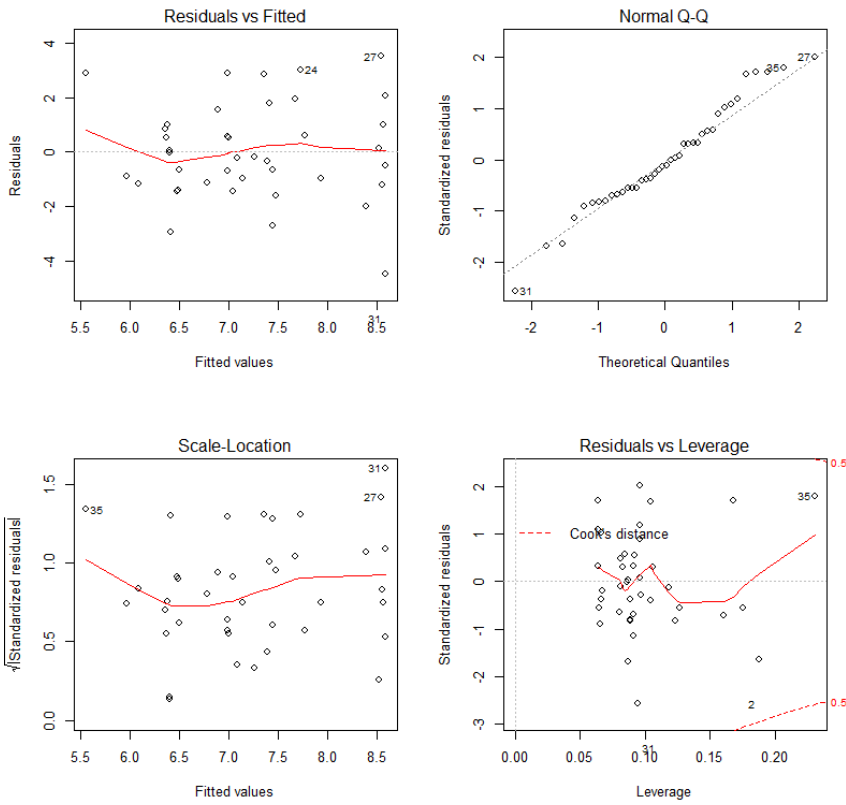 Residuals vs Fitted
Residuals
4
2
0
-2
-4
27
24
31
5.5 6.0 6.5 7.0 7.5 8.0 8.5
Fitted values
Normal Q-Q
Standardized residuals
2
1
0
-1
-2
27
35
31
-2 -1 0 1 2
Theoretical Quantiles
Scale-Location
√|Standardized residuals|
1.5
1.0
0.5
0.0
31
27
35
5.5 6.0 6.5 7.0 7.5 8.0 8.5
Fitted values
Residuals vs Leverage
Standardized residuals
2
1
0
-1
-2
-3
0.5
35
Cook's distance
2
0.5
31
0.00 0.05 0.10 0.15 0.20
Leverage